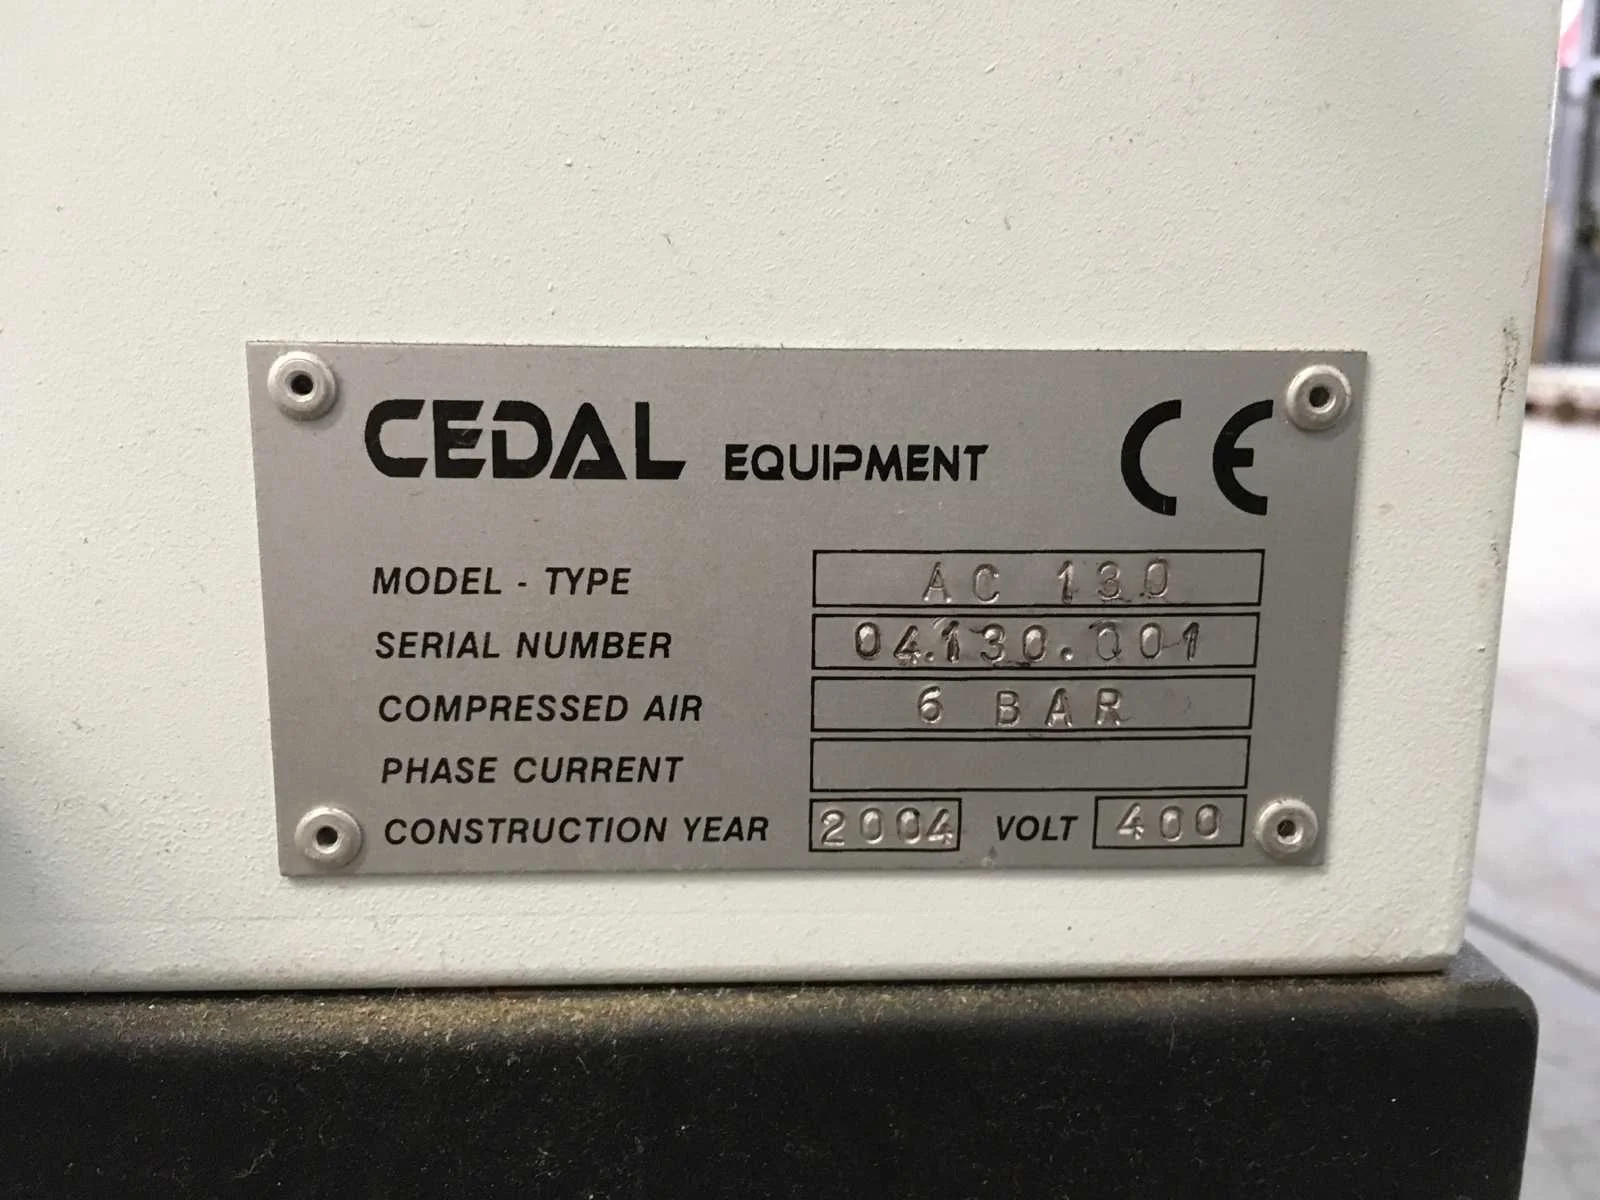 CEDAL EQUIPMENT CE
MODEL - TYPE AC 130
SERIAL NUMBER 04.130.001
COMPRESSED AIR 6 BAR
PHASE CURRENT
CONSTRUCTION YEAR 2004 VOLT 400